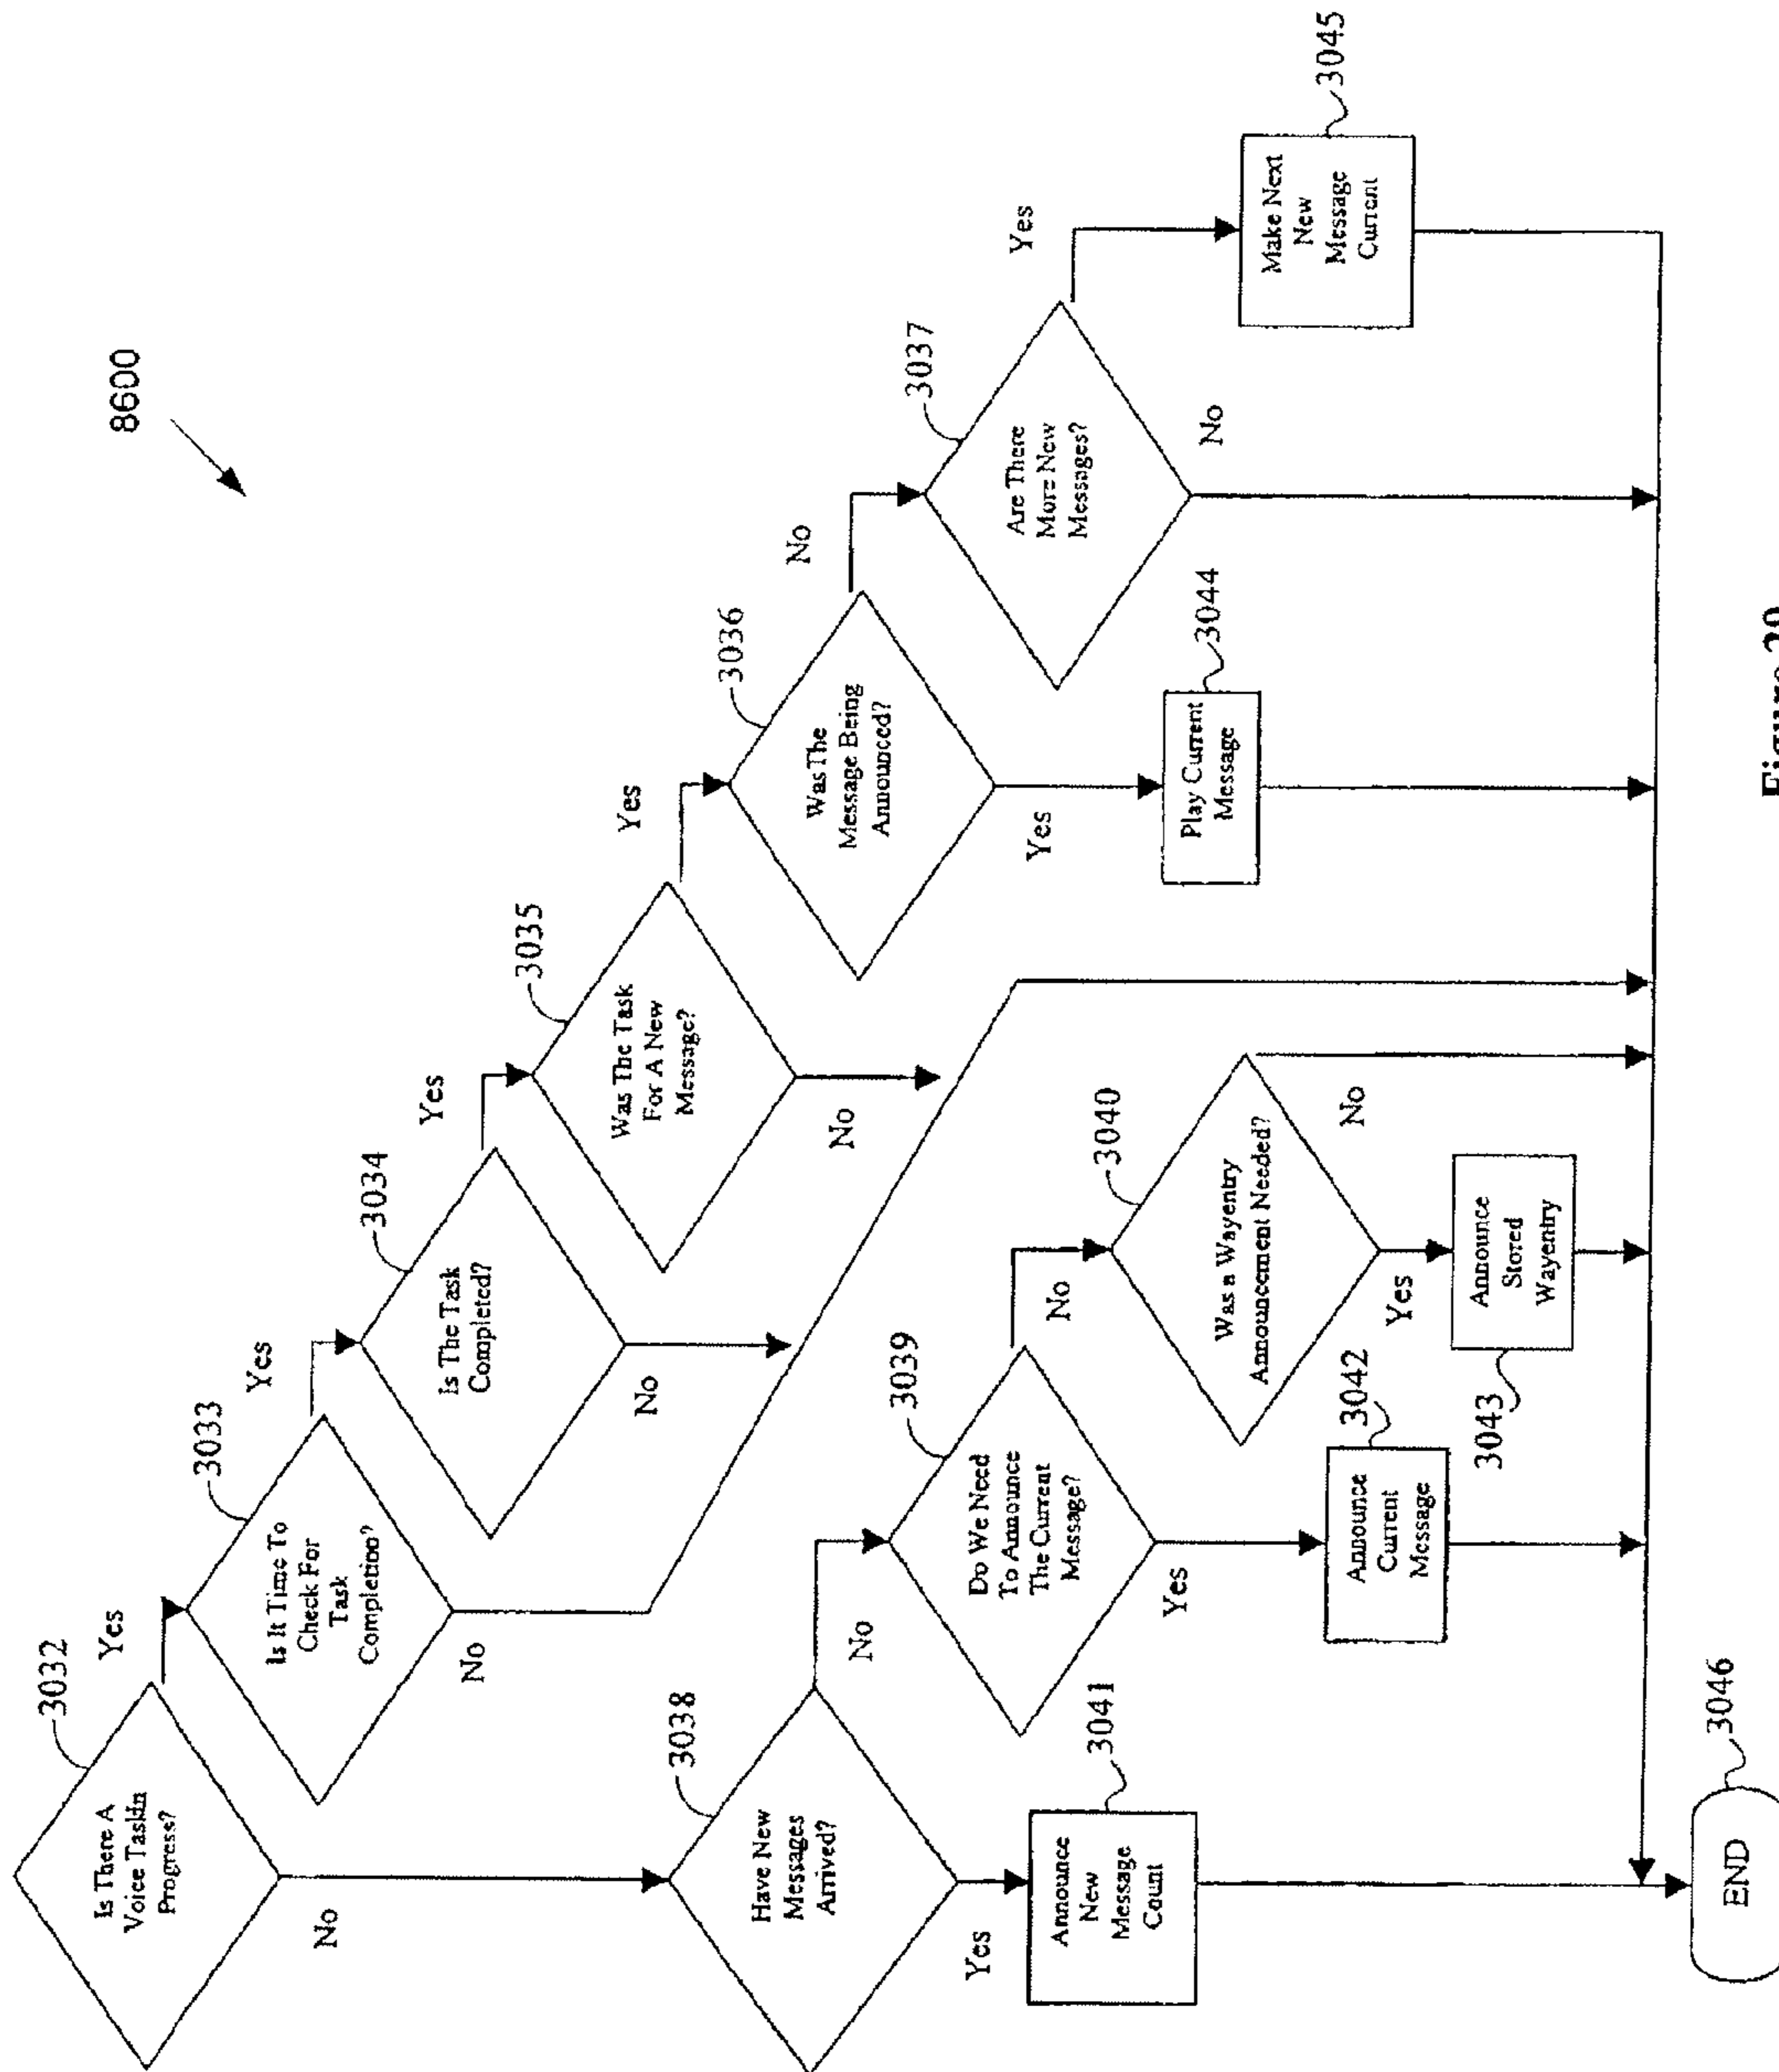 8600
Is There A
Voice Taskin
Progress?
3032
Yes
No
Is It Time To
Check For
Task
Completion?
3033
Yes
No
Is The Task
Completed?
3034
Yes
No
Was The Task
For A New
Message?
3035
Yes
No
Was The
Message Being
Announced?
3036
No
Yes
Are There
More New
Messages?
3037
Yes
No
Have New
Messages
Arrived?
3038
No
Yes
Do We Need
To Announce
The Current
Message?
3039
No
Yes
Was a Wayentry
Announcement Needed?
3040
No
Yes
Announce
New
Message
Count
3041
Announce
Current
Message
3042
Announce
Stored
Wayentry
3043
Play Current
Message
3044
Make Next
New
Message
Current
3045
END
3046
Figure